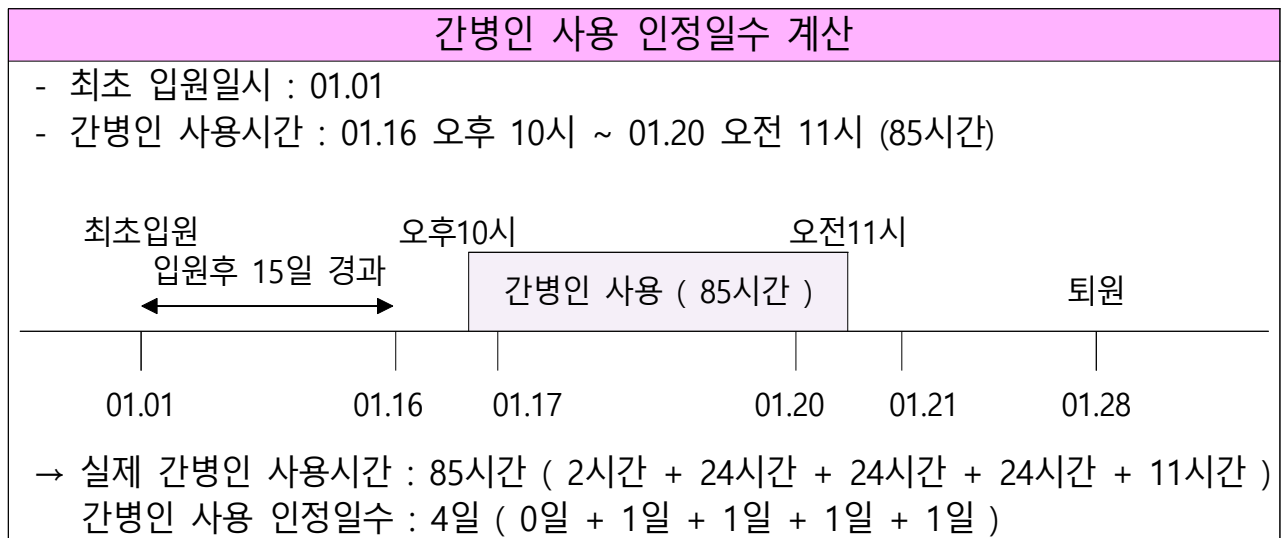 간병인 사용 인정일수 계산
- 최초 입원일시 : 01.01
- 간병인 사용시간 : 01.16 오후 10시 ~ 01.20 오전 11시 (85시간)
최초입원 오후10시 오전11시
입원후 15일 경과
간병인 사용 ( 85시간 ) 퇴원
01.01 01.16 01.17 01.20 01.21 01.28
→ 실제 간병인 사용시간 : 85시간 ( 2시간 + 24시간 + 24시간 + 24시간 + 11시간 )
간병인 사용 인정일수 : 4일 ( 0일 + 1일 + 1일 + 1일 + 1일 )